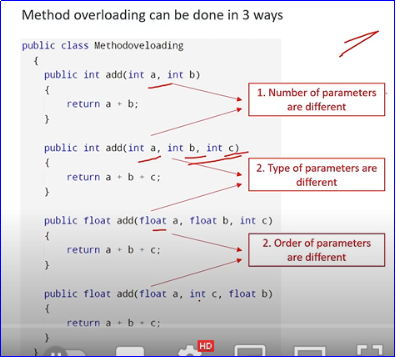 Method overloading can be done in 3 ways
public class Methodoveloading
{
public int add(int a, int b)
{
return a + b;
}
1. Number of parameters
are different
public int add(int a, int b, int c)
{
return a + b + c;
}
2. Type of parameters are
different
public float add(float a, float b, int c)
{
return a + b + c;
}
2. Order of parameters
are different
public float add(float a, int c, float b)
{
return a + b + c;
}
}
HD